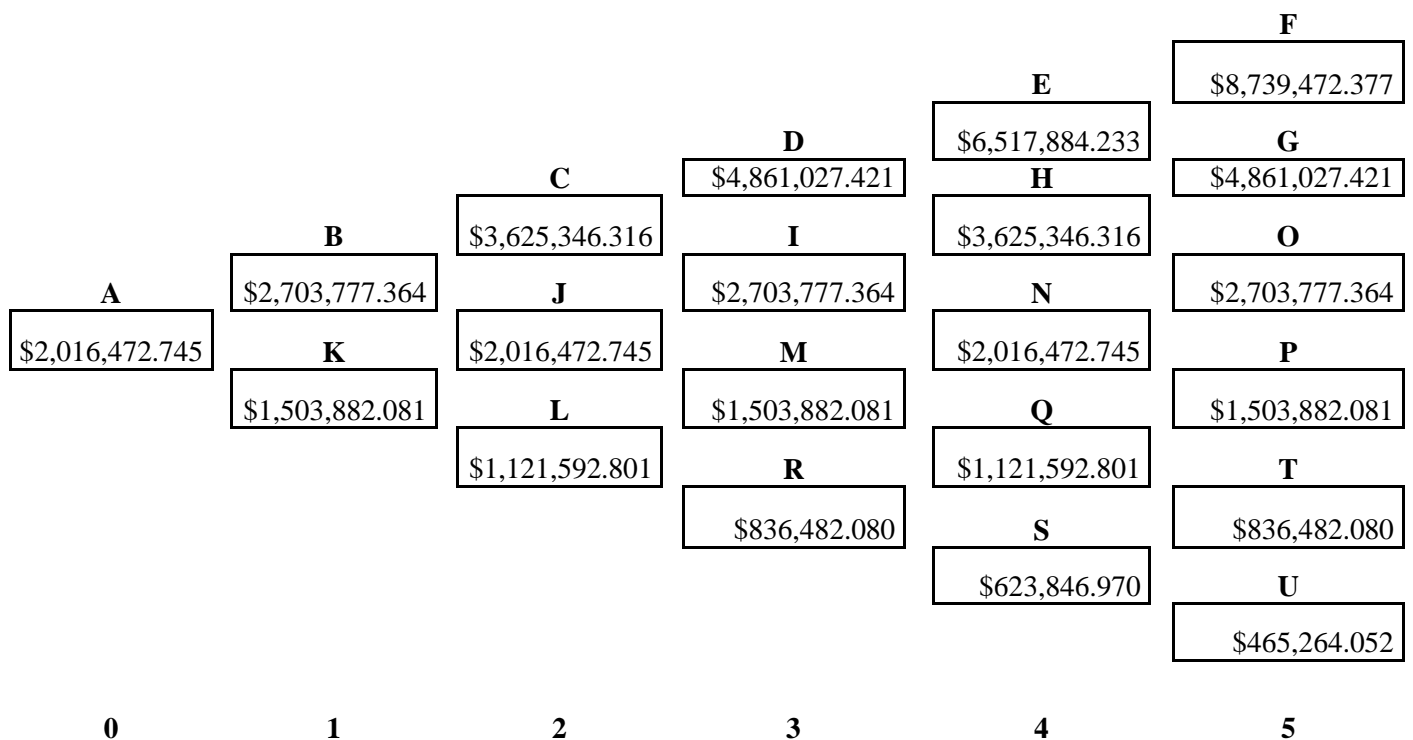 F
$8,739,472.377
E
$6,517,884.233
D
G
$4,861,027.421
$4,861,027.421
C
H
$3,625,346.316
$3,625,346.316
B
I
O
$2,703,777.364
$2,703,777.364
$2,703,777.364
A
J
N
$2,016,472.745
$2,016,472.745
$2,016,472.745
K
M
P
$1,503,882.081
$1,503,882.081
$1,503,882.081
L
Q
$1,121,592.801
$1,121,592.801
R
T
$836,482.080
$836,482.080
S
$623,846.970
U
$465,264.052
0 1 2 3 4 5